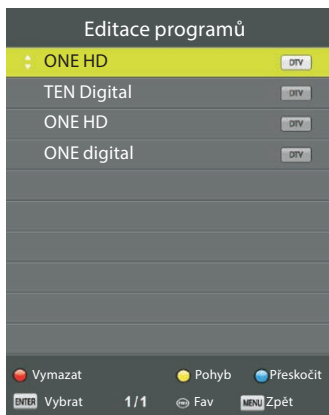 Editace programů
ONE HD DTV
TEN Digital DTV
ONE HD DTV
ONE digital DTV
Vymazat Pohyb Přeskočit
ENTER Vybrat 1/1 Fav MENU Zpět